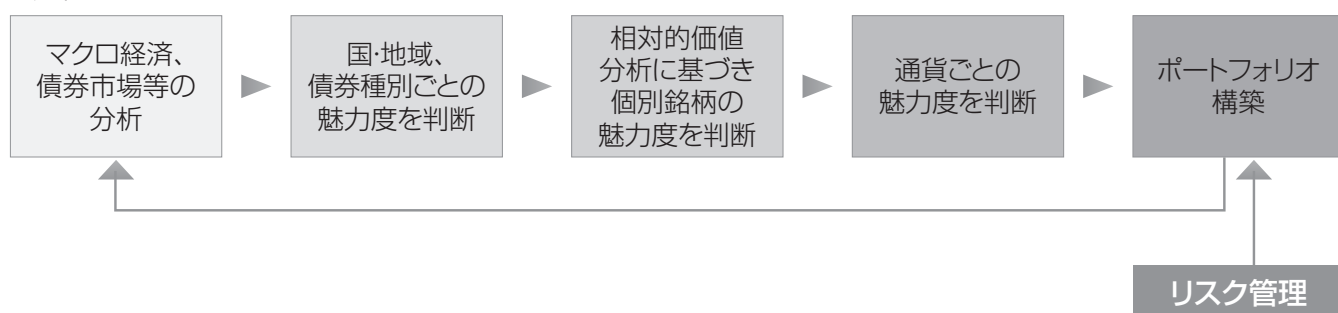 マクロ経済、
債券市場等の
分析
国・地域、
債券種別ごとの
魅力度を判断
相対的価値
分析に基づき
個別銘柄の
魅力度を判断
通貨ごとの
魅力度を判断
ポートフォリオ
構築
リスク管理